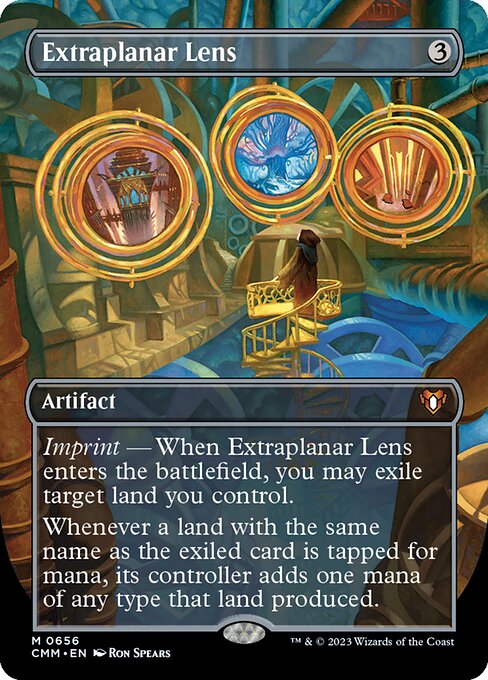 Extraplanar Lens 3
Artifact
Imprint — When Extraplanar Lens
enters the battlefield, you may exile
target land you control.
Whenever a land with the same
name as the exiled card is tapped for
mana, its controller adds one mana
of any type that land produced.
M 0656
CMM • EN Ron Spears
™ & © 2023 Wizards of the Coast